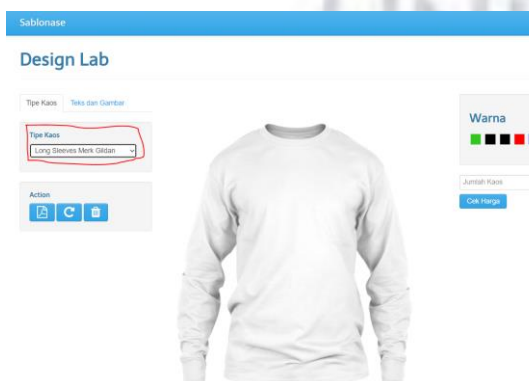 Sablonase
Design Lab
Tipe Kaos
Teks dan Gambar
Tipe Kaos
Long Sleeves Merk Gildan
Action
Warna
Jumlah Kaos
Cek Harga